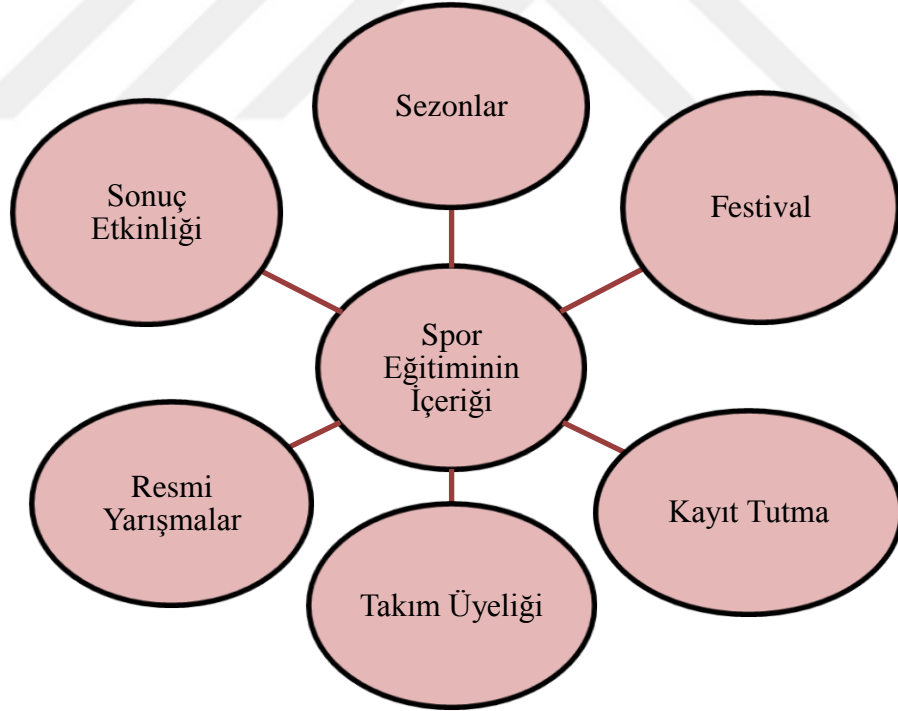 Sezonlar
Sonuç
Etkinliği
Festival
Spor
Eğitiminin
İçeriği
Resmi
Yarışmalar
Kayıt Tutma
Takım Üyeliği